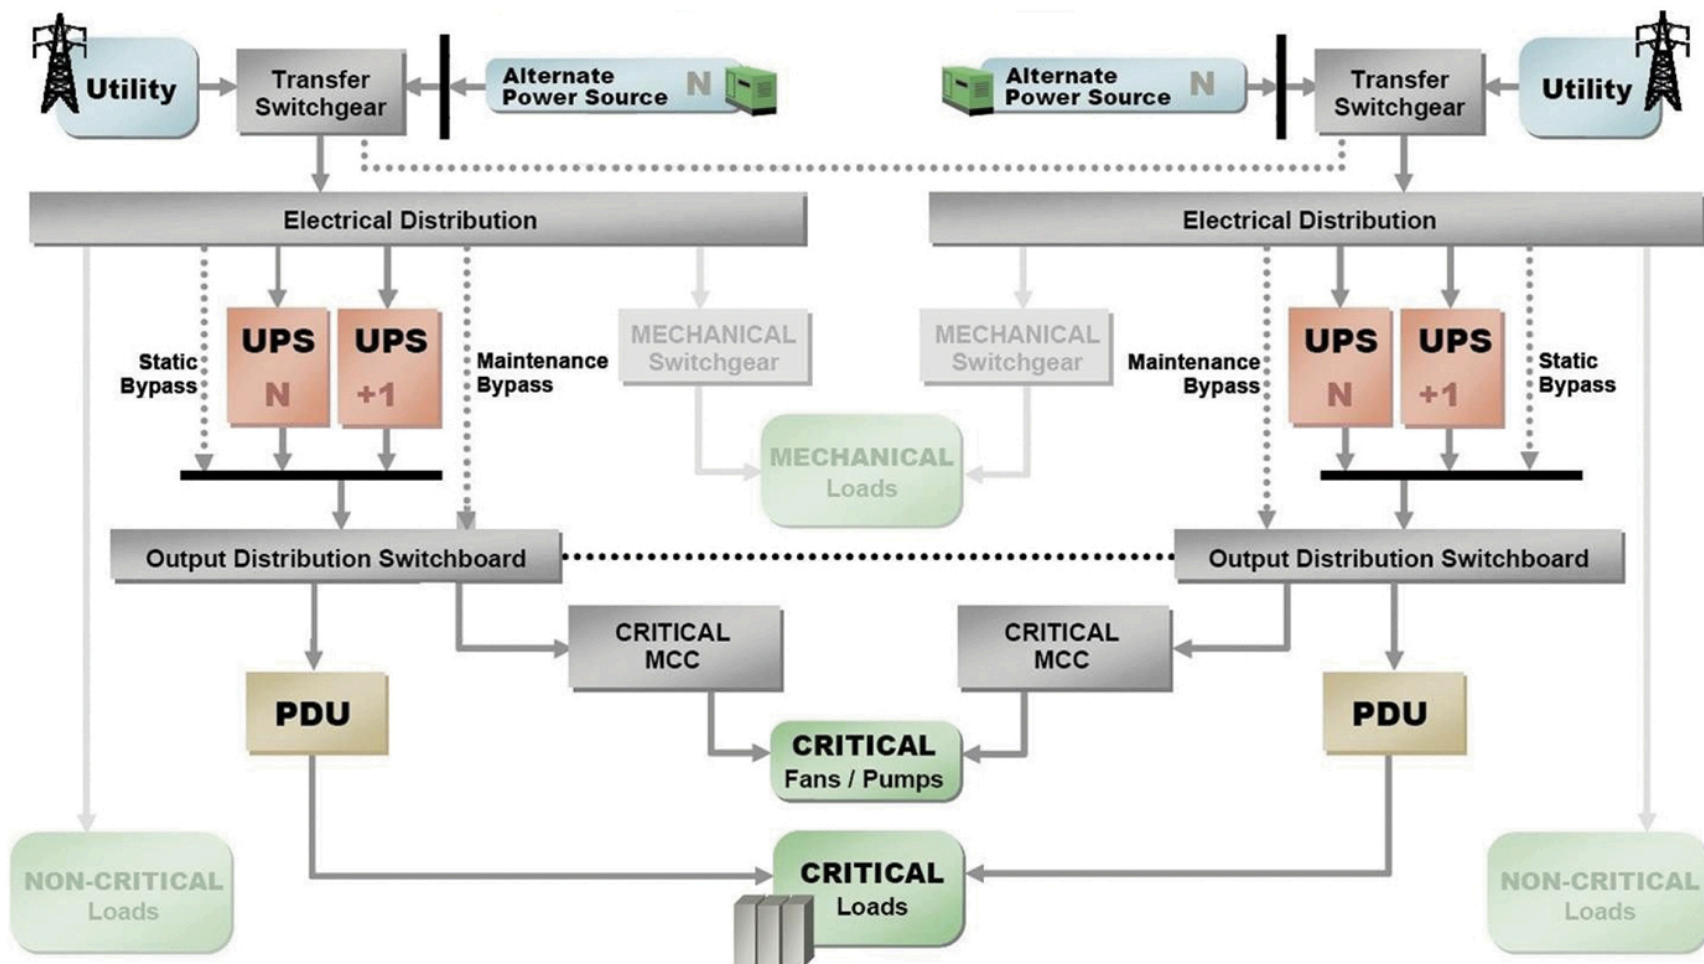 Utility
Transfer
Switchgear
Alternate
Power Source
N
Alternate
Power Source
N
Transfer
Switchgear
Utility
Electrical Distribution
Electrical Distribution
Static
Bypass
UPS
N
UPS
+1
Maintenance
Bypass
MECHANICAL
Switchgear
MECHANICAL
Switchgear
Maintenance
Bypass
UPS
N
UPS
+1
Static
Bypass
MECHANICAL
Loads
Output Distribution Switchboard
Output Distribution Switchboard
CRITICAL
MCC
CRITICAL
MCC
PDU
PDU
CRITICAL
Fans / Pumps
NON-CRITICAL
Loads
CRITICAL
Loads
NON-CRITICAL
Loads